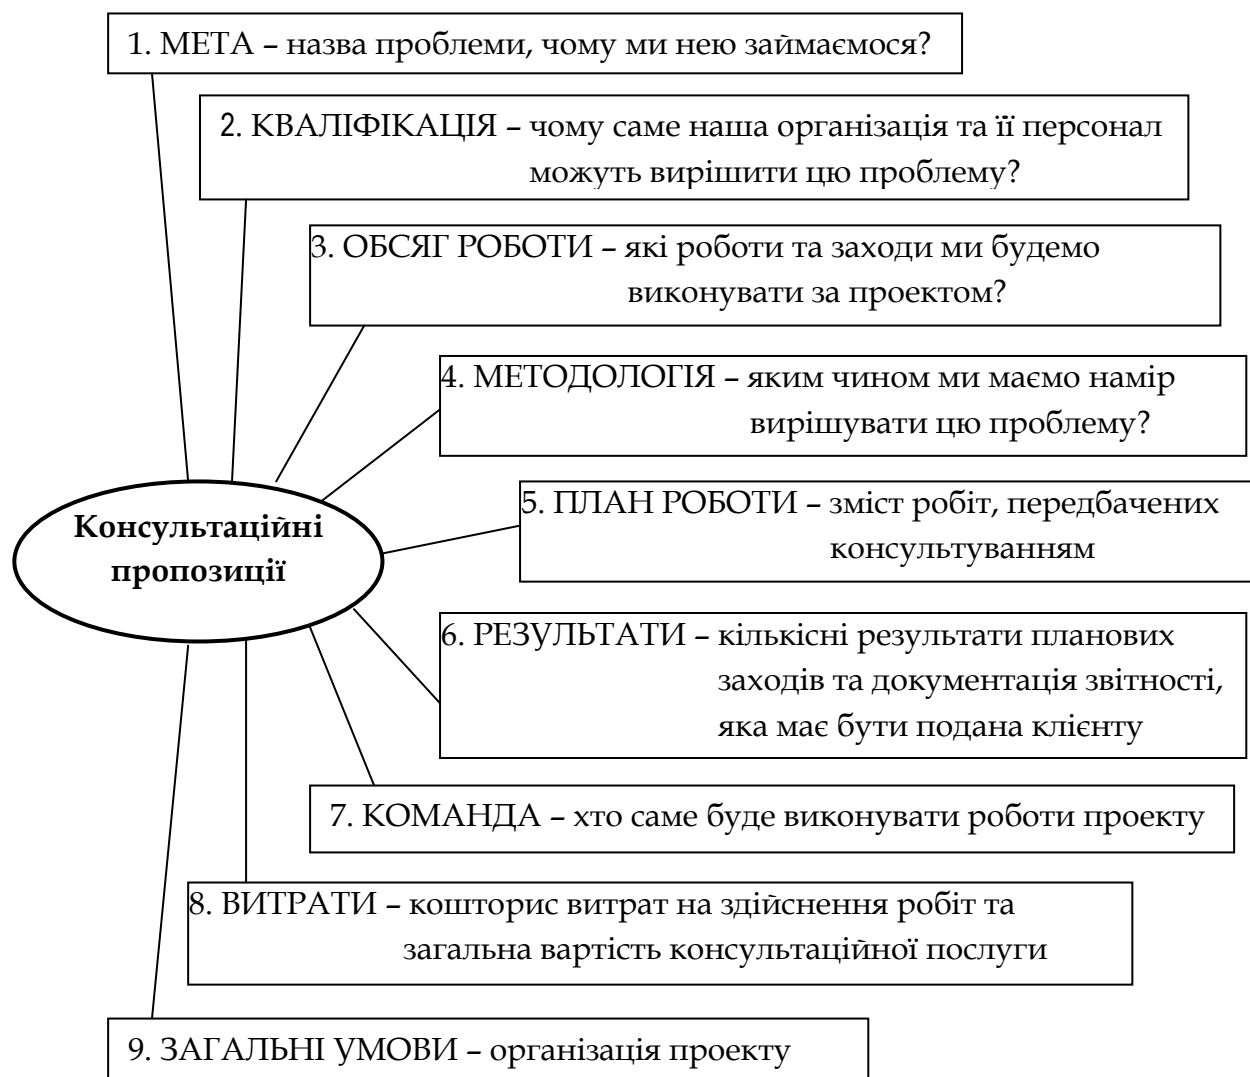 1. МЕТА – назва проблеми, чому ми нею займаємося?
2. КВАЛІФІКАЦІЯ – чому саме наша організація та її персонал
можуть вирішити цю проблему?
3. ОБСЯГ РОБОТИ – які роботи та заходи ми будемо
виконувати за проектом?
4. МЕТОДОЛОГІЯ – яким чином ми маємо намір
вирішувати цю проблему?
Консультаційні
пропозиції
5. ПЛАН РОБОТИ – зміст робіт, передбачених
консультуванням
6. РЕЗУЛЬТАТИ – кількісні результати планових
заходів та документація звітності,
яка має бути подана клієнту
7. КОМАНДА – хто саме буде виконувати роботи проекту
8. ВИТРАТИ – кошторис витрат на здійснення робіт та
загальна вартість консультаційної послуги
9. ЗАГАЛЬНІ УМОВИ – організація проекту